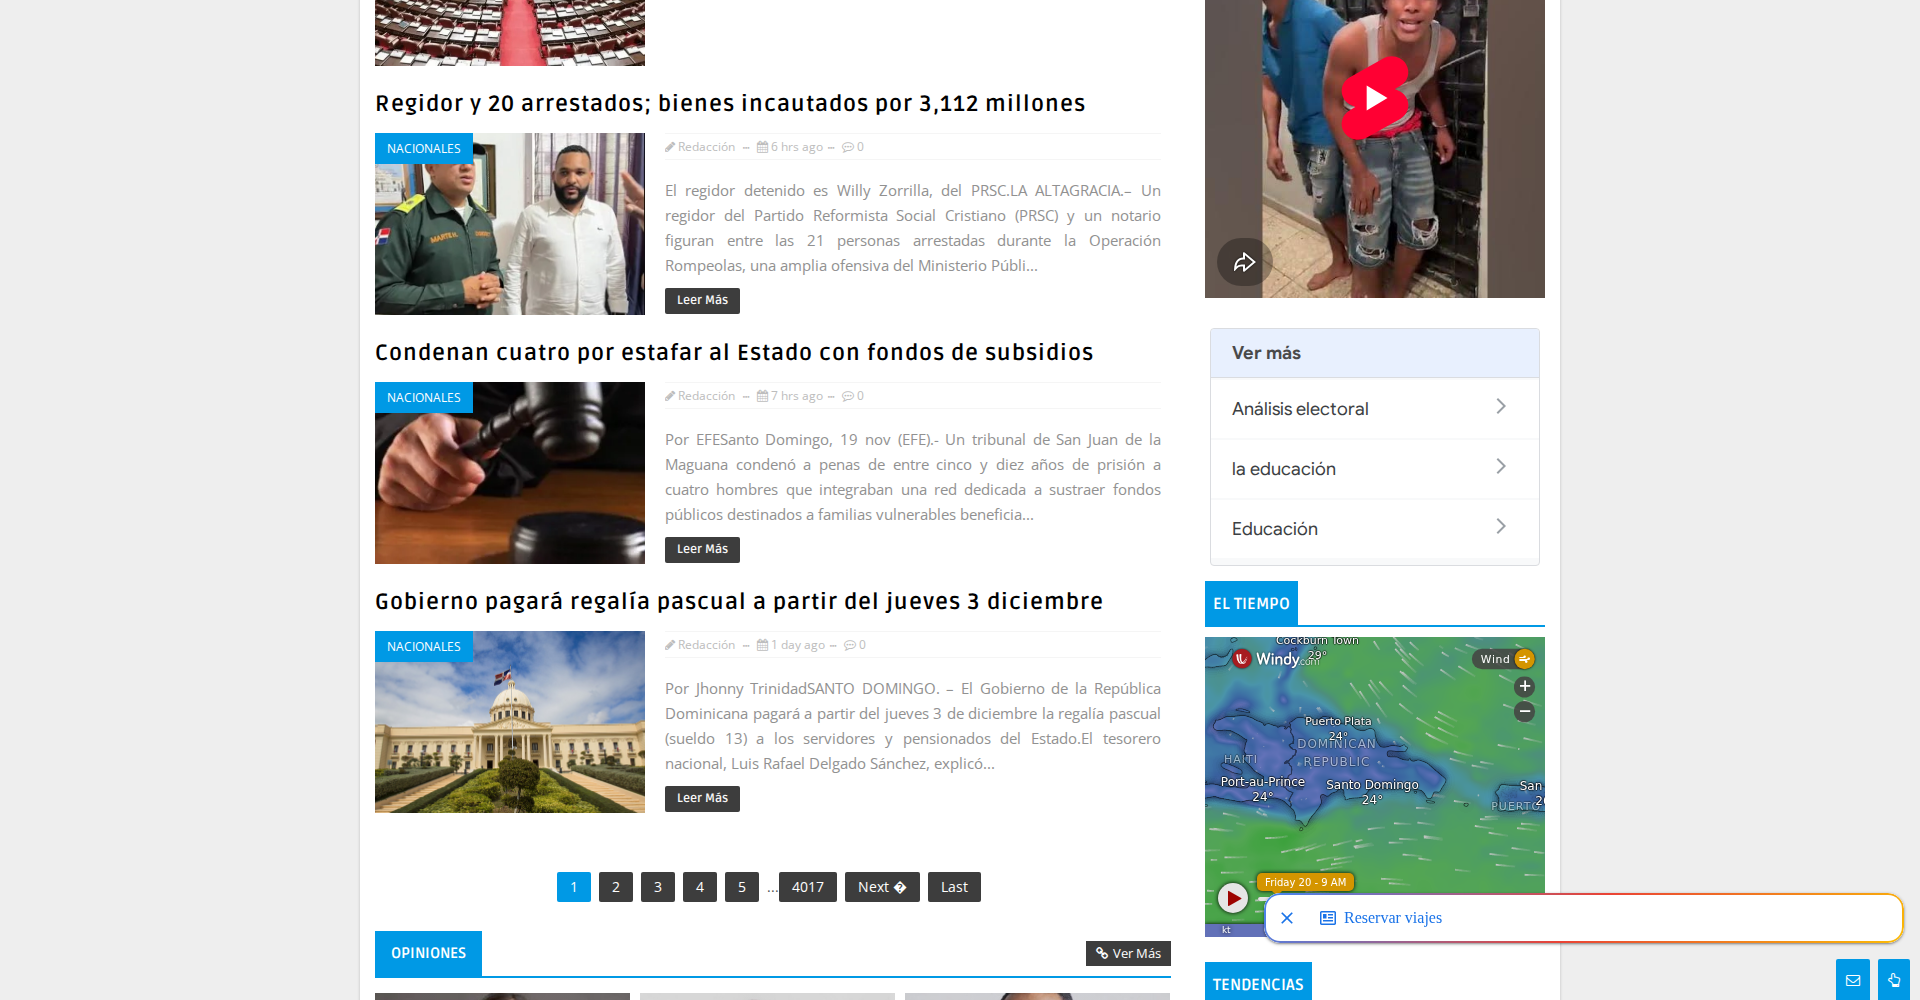 Regidor y 20 arrestados; bienes incautados por 3,112 millones
NACIONALES
Redacción – 6 hrs ago – 0
El regidor detenido es Willy Zorrilla, del PRSC.LA ALTAGRACIA.– Un
regidor del Partido Reformista Social Cristiano (PRSC) y un notario
figuran entre las 21 personas arrestadas durante la Operación
Rompeolas, una amplia ofensiva del Ministerio Públi...
Leer Más
Condenan cuatro por estafar al Estado con fondos de subsidios
NACIONALES
Redacción – 7 hrs ago – 0
Por EFESanto Domingo, 19 nov (EFE).- Un tribunal de San Juan de la
Maguana condenó a penas de entre cinco y diez años de prisión a
cuatro hombres que integraban una red dedicada a sustraer fondos
públicos destinados a familias vulnerables beneficia...
Leer Más
Gobierno pagará regalía pascual a partir del jueves 3 diciembre
NACIONALES
Redacción – 1 day ago – 0
Por Jhonny TrinidadSANTO DOMINGO. – El Gobierno de la República
Dominicana pagará a partir del jueves 3 de diciembre la regalía pascual
(sueldo 13) a los servidores y pensionados del Estado.El tesorero
nacional, Luis Rafael Delgado Sánchez, explicó...
Leer Más
1 2 3 4 5 ... 4017 Next � Last
OPINIONES
Ver Más
Ver más
Análisis electoral
la educación
Educación
EL TIEMPO
Cockburn Town
29°
Windy.com
Wind
Puerto Plata
24°
DOMINICAN
REPUBLIC
HAITI
Port-au-Prince
24°
Santo Domingo
24°
San
PUERTO
Friday 20 - 9 AM
kt
Reservar viajes
TENDENCIAS